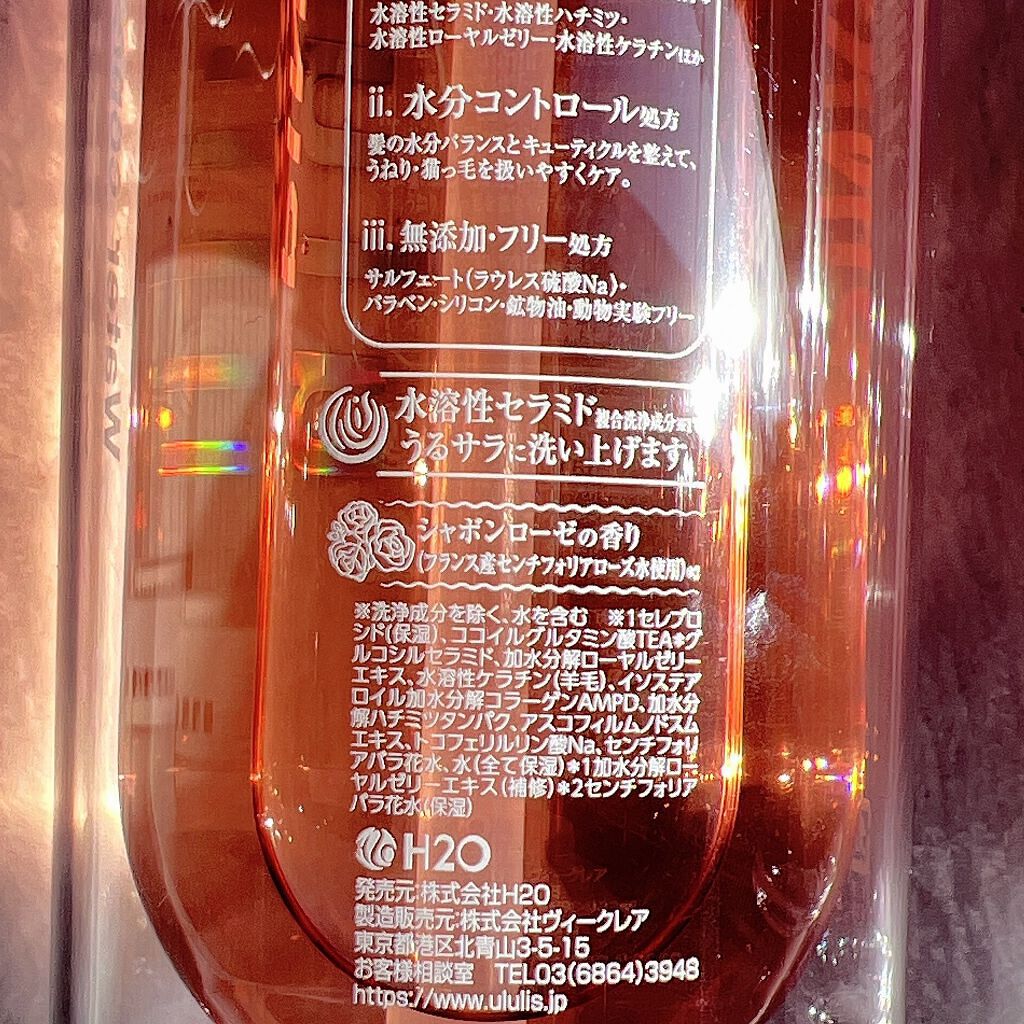 水溶性セラミド・水溶性ハチミツ・
水溶性ローヤルゼリー・水溶性ケラチンほか
ii. 水分コントロール処方
髪の水分バランスとキューティクルを整えて、
うねり・猫っ毛を扱いやすくケア。
iii. 無添加・フリー処方
サルフェート(ラウレス硫酸Na)・
パラベン・シリコン・鉱物油・動物実験フリー
水溶性セラミド複合洗浄成分
うるサラに洗い上げます
シャボンローゼの香り
(フランス産センチフォリアローズ水使用)*2
※洗浄成分を除く、水を含む ※1セレブロ
シド(保湿)、ココイルグルタミン酸TEA*グ
ルコシルセラミド、加水分解ローヤルゼリー
エキス、水溶性ケラチン(羊毛)、イソステア
ロイル加水分解コラーゲンAMPD、加水分
解ハチミツタンパク、アスコフィルムノドスム
エキス、トコフェリルリン酸Na、センチフォリ
アバラ花水、水(全て保湿)*1加水分解ロー
ヤルゼリーエキス(補修)*2センチフォリア
バラ花水(保湿)
H2O
発売元:株式会社H2O
製造販売元:株式会社ヴィークレア
東京都港区北青山3-5-15
お客様相談室 TEL03(6864)3948
https://www.ululis.jp
Water